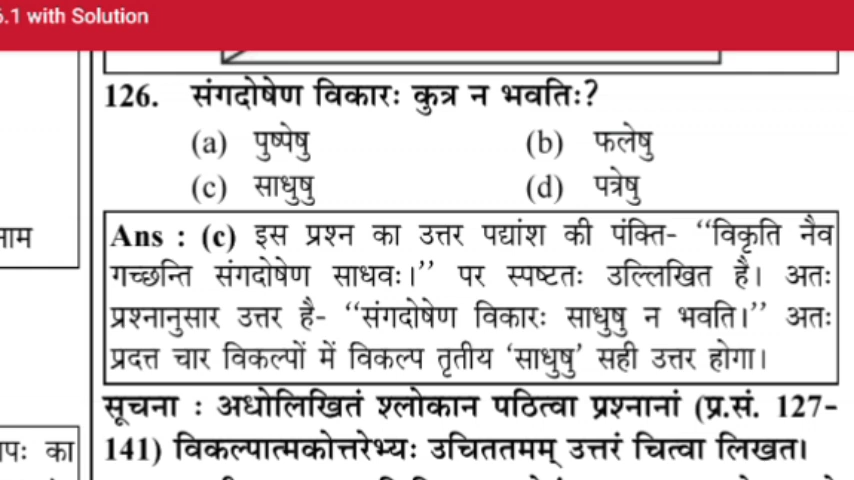 6.1 with Solution
126. संगदोषेण विकारः कुत्र न भवतिः?
(a) पुष्पेषु (b) फलेषु
(c) साधुषु (d) पत्रेषु
नाम
Ans : (c) इस प्रश्न का उत्तर पद्यांश की पंक्ति- ‘‘विकृति नैव
गच्छन्ति संगदोषेण साधवः।’’ पर स्पष्टतः उल्लिखित है। अतः
प्रश्नानुसार उत्तर है- ‘‘संगदोषेण विकारः साधुषु न भवति।’’ अतः
प्रदत्त चार विकल्पों में विकल्प तृतीय ‘साधुषु’ सही उत्तर होगा।
सूचना : अधोलिखितं श्लोकान पठित्वा प्रश्नानां (प्र.सं. 127-
141) विकल्पात्मकोत्तरेभ्यः उचिततमम् उत्तरं चित्वा लिखत।
पः का